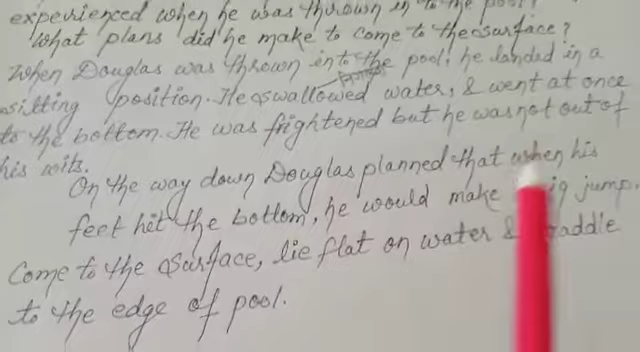 experienced when he was thrown in to the pool?
What plans did he make to come to the surface?
When Douglas was thrown into the pool, he landed in a
sitting position. He swallowed water, & went at once
to the bottom. He was frightened but he was not out of
his wits.
On the way down Douglas planned that when his
feet hit the bottom, he would make ig jump,
Come to the surface, lie flat on water & addle
to the edge of pool.